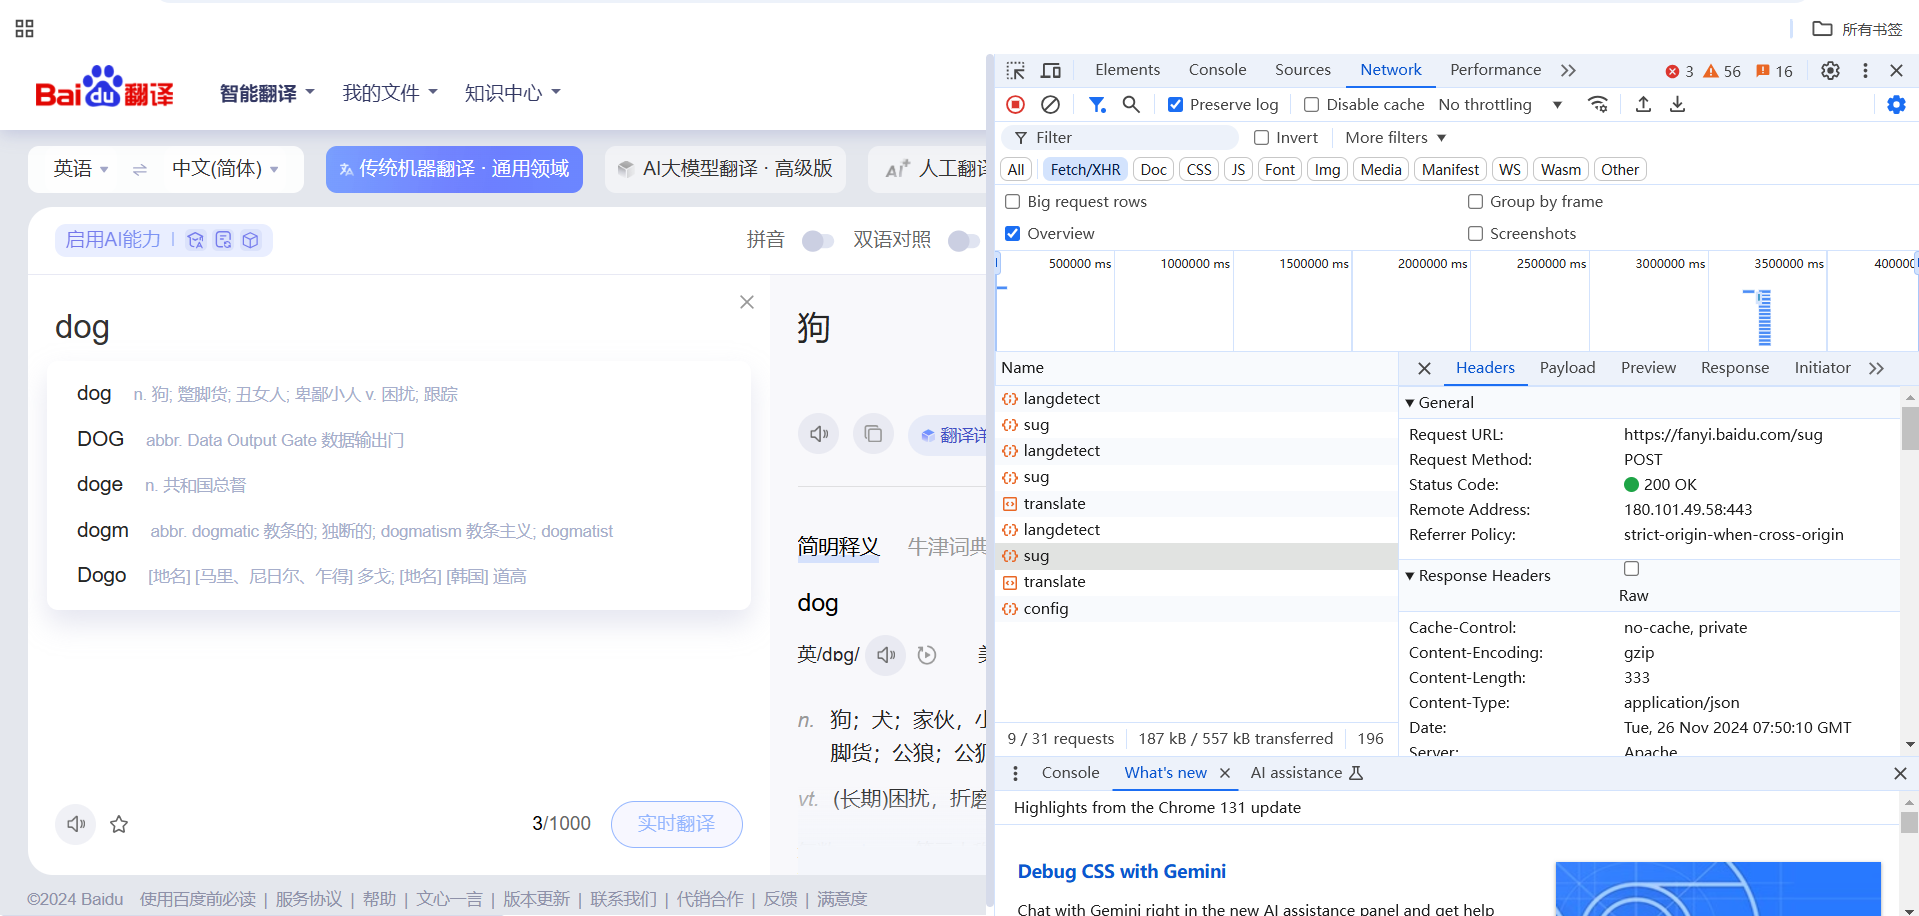 所有书签
Baidu翻译
智能翻译
我的文件
知识中心
英语
中文(简体)
传统机器翻译 · 通用领域
AI大模型翻译 · 高级版
AI+ 人工翻译
启用AI能力
拼音
双语对照
dog
dog n. 狗; 蹩脚货; 丑女人; 卑鄙小人 v. 困扰; 跟踪
DOG abbr. Data Output Gate 数据输出门
doge n. 共和国总督
dogm abbr. dogmatic 教条的; 独断的; dogmatism 教条主义; dogmatist
Dogo [地名] [马里、尼日尔、乍得] 多戈; [地名] [韩国] 道高
3/1000
实时翻译
狗
翻译详
简明释义
牛津词典
dog
英/dɒg/
n. 狗；犬；家伙，小
脚货；公狼；公狐
vt. (长期)困扰，折磨
©2024 Baidu 使用百度前必读 | 服务协议 | 帮助 | 文心一言 | 版本更新 | 联系我们 | 代销合作 | 反馈 | 满意度
Elements Console Sources Network Performance 3 56 16
Preserve log Disable cache No throttling
Filter Invert More filters
All Fetch/XHR Doc CSS JS Font Img Media Manifest WS Wasm Other
Big request rows Group by frame
Overview Screenshots
500000 ms 1000000 ms 1500000 ms 2000000 ms 2500000 ms 3000000 ms 3500000 ms 400000
Name
langdetect
sug
langdetect
sug
translate
langdetect
sug
translate
config
9 / 31 requests 187 kB / 557 kB transferred 196
Headers Payload Preview Response Initiator
General
Request URL: https://fanyi.baidu.com/sug
Request Method: POST
Status Code: 200 OK
Remote Address: 180.101.49.58:443
Referrer Policy: strict-origin-when-cross-origin
Response Headers
Raw
Cache-Control: no-cache, private
Content-Encoding: gzip
Content-Length: 333
Content-Type: application/json
Date: Tue, 26 Nov 2024 07:50:10 GMT
Server: Apache
Console What's new AI assistance
Highlights from the Chrome 131 update
Debug CSS with Gemini
Chat with Gemini right in the new AI assistance panel and get help